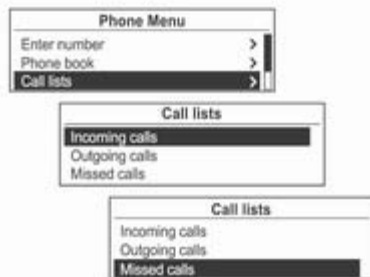 Phone Menu
Enter number >
Phone book >
Call lists >
Call lists
Incoming calls
Outgoing calls
Missed calls
Call lists
Incoming calls
Outgoing calls
Missed calls